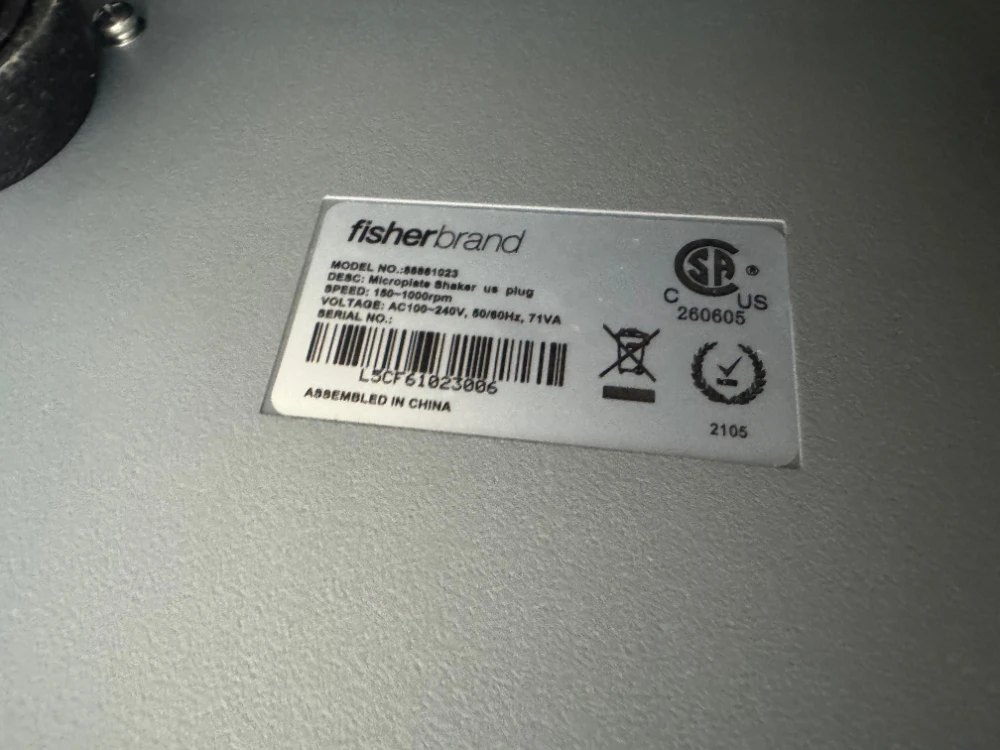 fisherbrand
MODEL NO.:88861023
DESC: Microplate Shaker us plug
SPEED: 150~1000rpm
VOLTAGE: AC100~240V, 50/60Hz, 71VA
SERIAL NO.:
L5CF61023006
ASSEMBLED IN CHINA
SA ®
C US
260605
2105